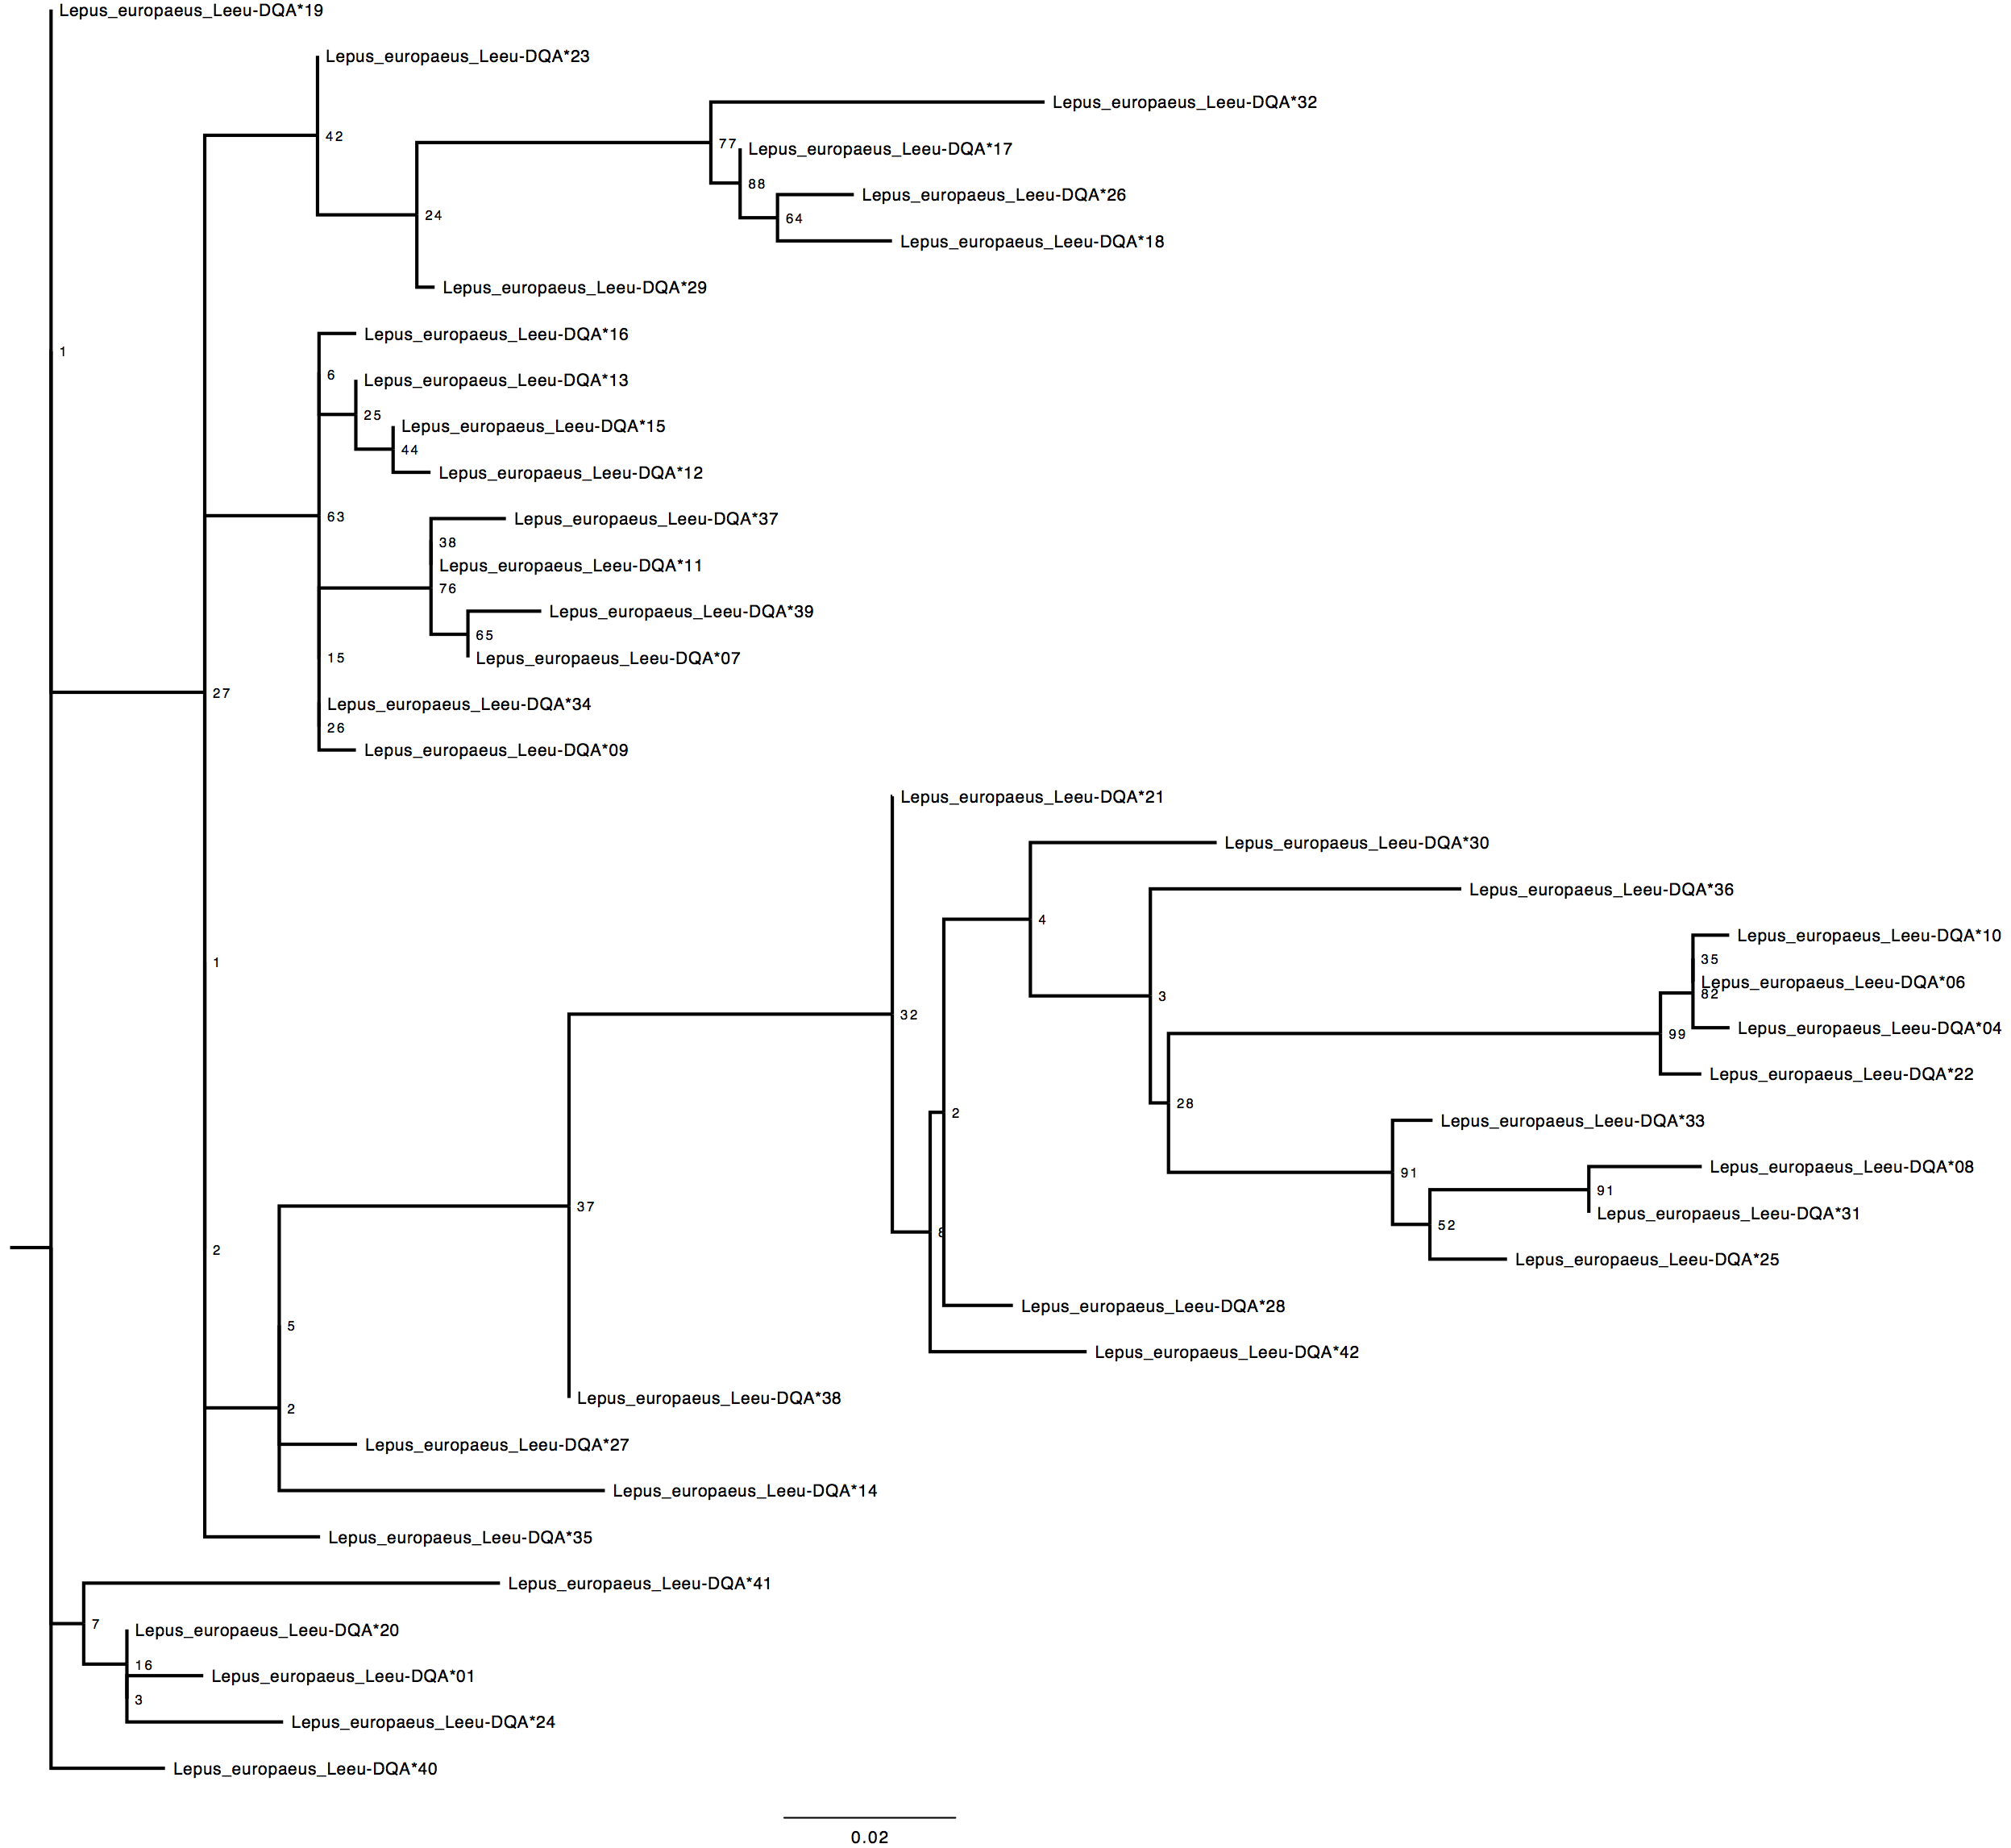 Lepus_europaeus_Leeu-DQA*19
Lepus_europaeus_Leeu-DQA*23
Lepus_europaeus_Leeu-DQA*32
42
77
Lepus_europaeus_Leeu-DQA*17
88
Lepus_europaeus_Leeu-DQA*26
24
64
Lepus_europaeus_Leeu-DQA*18
Lepus_europaeus_Leeu-DQA*29
Lepus_europaeus_Leeu-DQA*16
1
6
Lepus_europaeus_Leeu-DQA*13
25
Lepus_europaeus_Leeu-DQA*15
44
Lepus_europaeus_Leeu-DQA*12
63
Lepus_europaeus_Leeu-DQA*37
38
Lepus_europaeus_Leeu-DQA*11
76
Lepus_europaeus_Leeu-DQA*39
65
15
Lepus_europaeus_Leeu-DQA*07
27
Lepus_europaeus_Leeu-DQA*34
26
Lepus_europaeus_Leeu-DQA*09
Lepus_europaeus_Leeu-DQA*21
Lepus_europaeus_Leeu-DQA*30
Lepus_europaeus_Leeu-DQA*36
4
Lepus_europaeus_Leeu-DQA*10
1
35
Lepus_europaeus_Leeu-DQA*06
3
82
32
Lepus_europaeus_Leeu-DQA*04
99
Lepus_europaeus_Leeu-DQA*22
28
2
Lepus_europaeus_Leeu-DQA*33
91
Lepus_europaeus_Leeu-DQA*08
91
37
Lepus_europaeus_Leeu-DQA*31
52
2
Lepus_europaeus_Leeu-DQA*25
Lepus_europaeus_Leeu-DQA*28
5
Lepus_europaeus_Leeu-DQA*42
Lepus_europaeus_Leeu-DQA*38
2
Lepus_europaeus_Leeu-DQA*27
Lepus_europaeus_Leeu-DQA*14
Lepus_europaeus_Leeu-DQA*35
Lepus_europaeus_Leeu-DQA*41
7
Lepus_europaeus_Leeu-DQA*20
16
Lepus_europaeus_Leeu-DQA*01
3
Lepus_europaeus_Leeu-DQA*24
Lepus_europaeus_Leeu-DQA*40
0.02